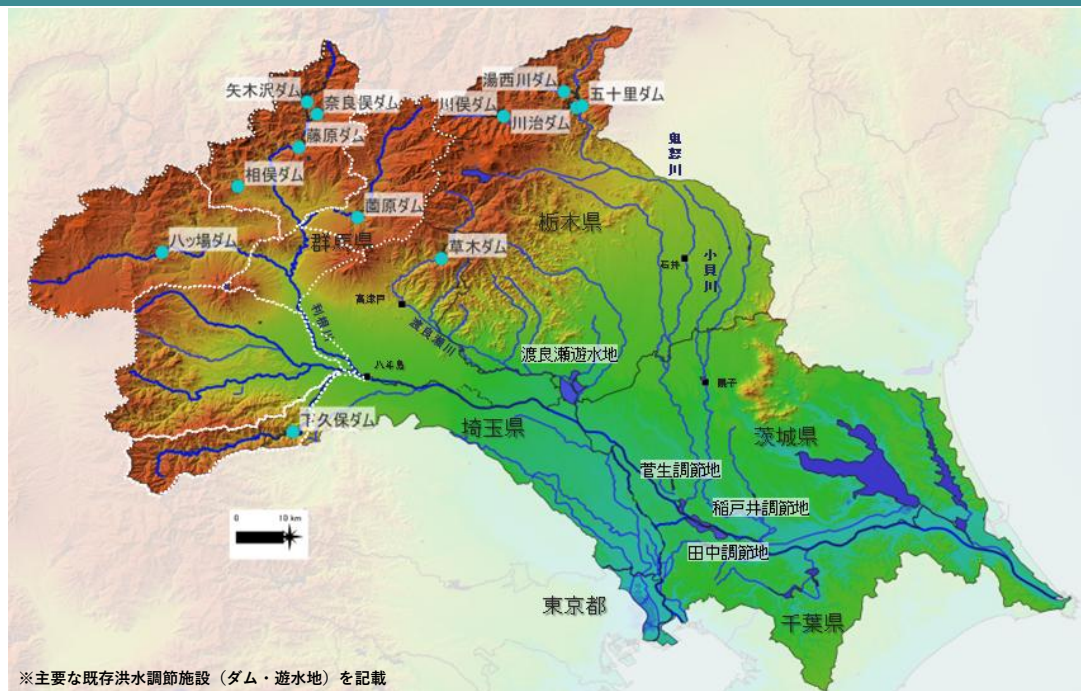 湯西川ダム
矢木沢ダム
五十里ダム
奈良俣ダム
川俣ダム
川治ダム
藤原ダム
鬼怒川
相俣ダム
薗原ダム
栃木県
群馬県
八ッ場ダム
草木ダム
小貝川
石井
高津戸
利根川
渡良瀬川
渡良瀬遊水地
八斗島
黒子
下久保ダム
埼玉県
茨城県
菅生調節地
稲戸井調節地
0 10 km
田中調節地
東京都
千葉県
※主要な既存洪水調節施設（ダム・遊水地）を記載